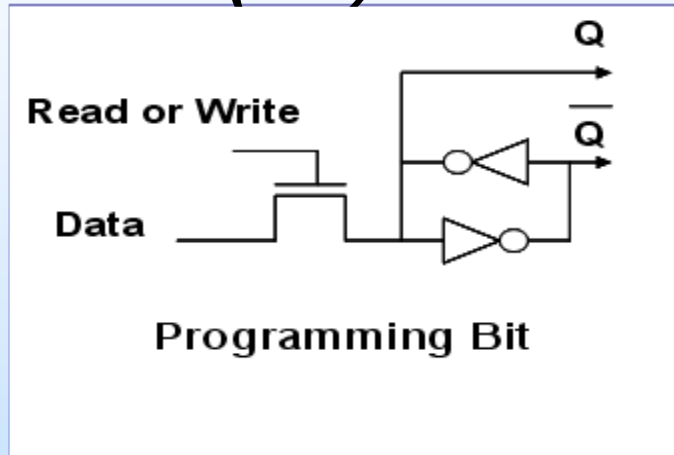 Q
Read or Write
Q̅
Data
Programming Bit